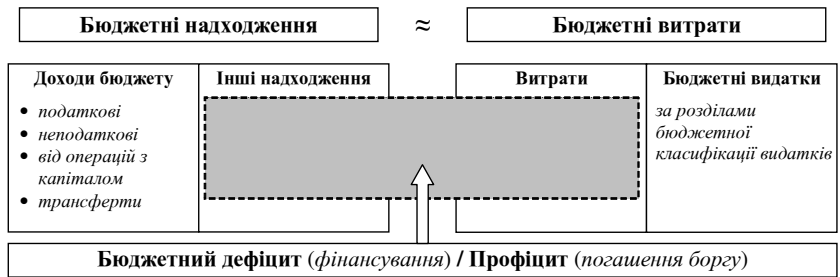 Бюджетні надходження ≈ Бюджетні витрати
Доходи бюджету
• податкові
• неподаткові
• від операцій з
капіталом
• трансферти
Інші надходження
Витрати
Бюджетні видатки
за розділами
бюджетної
класифікації видатків
Бюджетний дефіцит (фінансування) / Профіцит (погашення боргу)